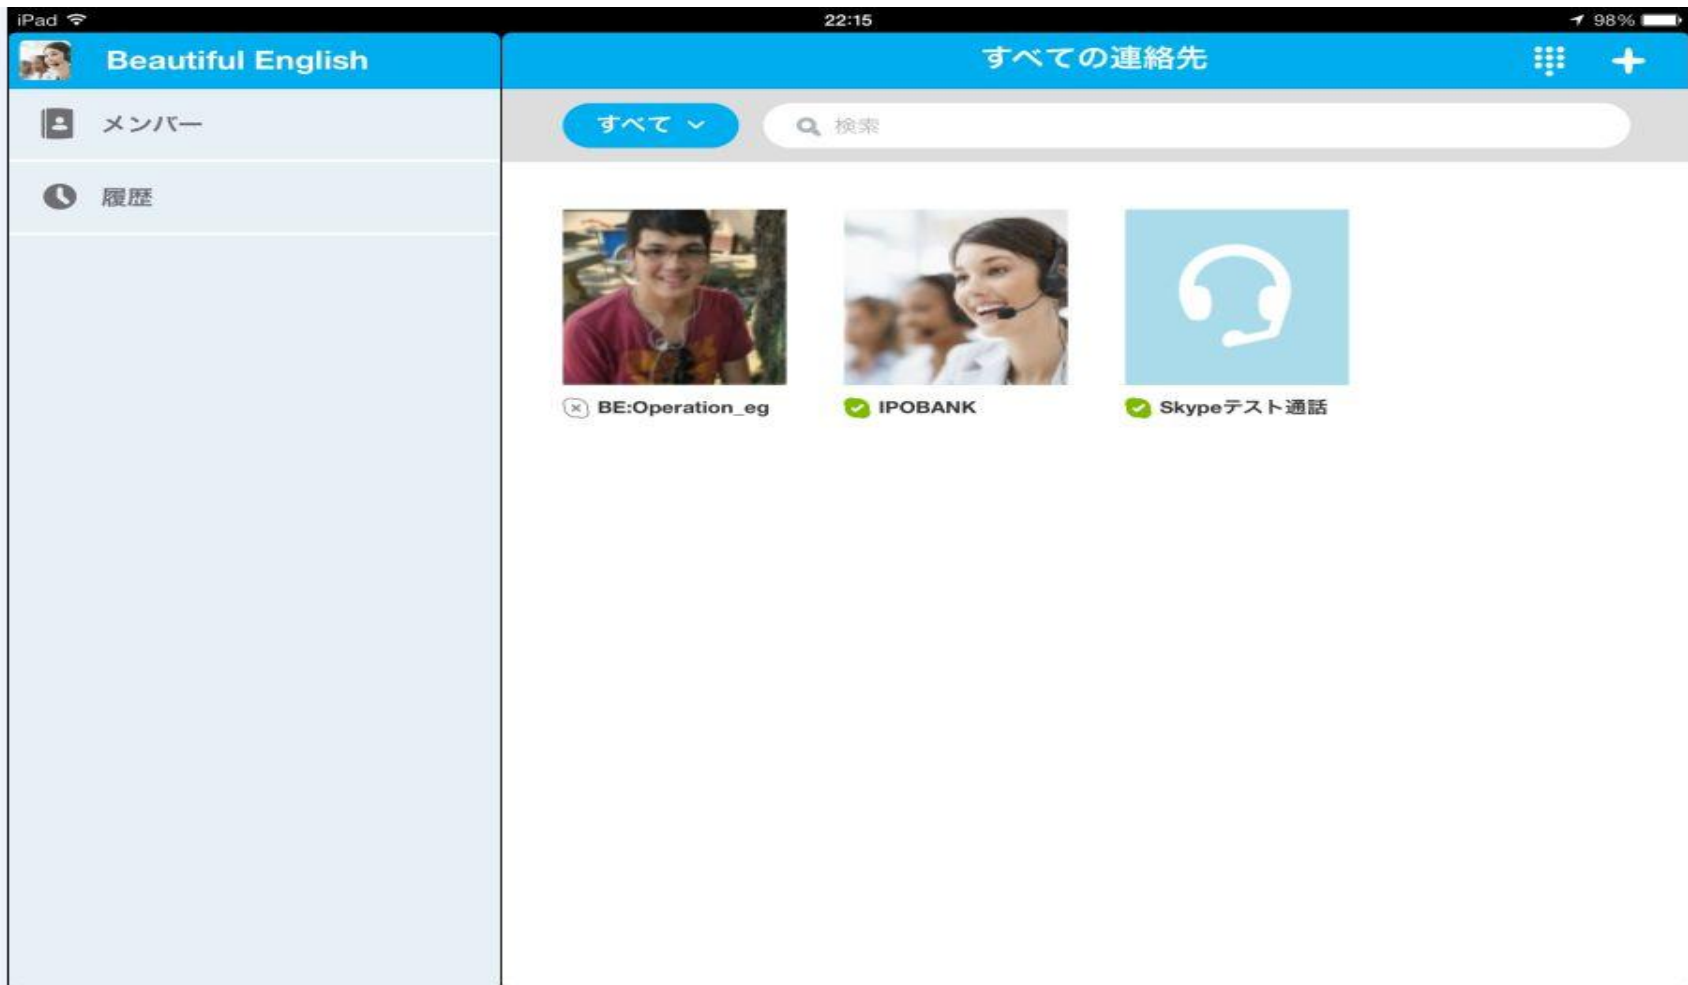 iPad 22:15 98%
Beautiful English
すべての連絡先
メンバー
履歴
すべて 検索
BE:Operation_eg IPOBANK Skypeテスト通話